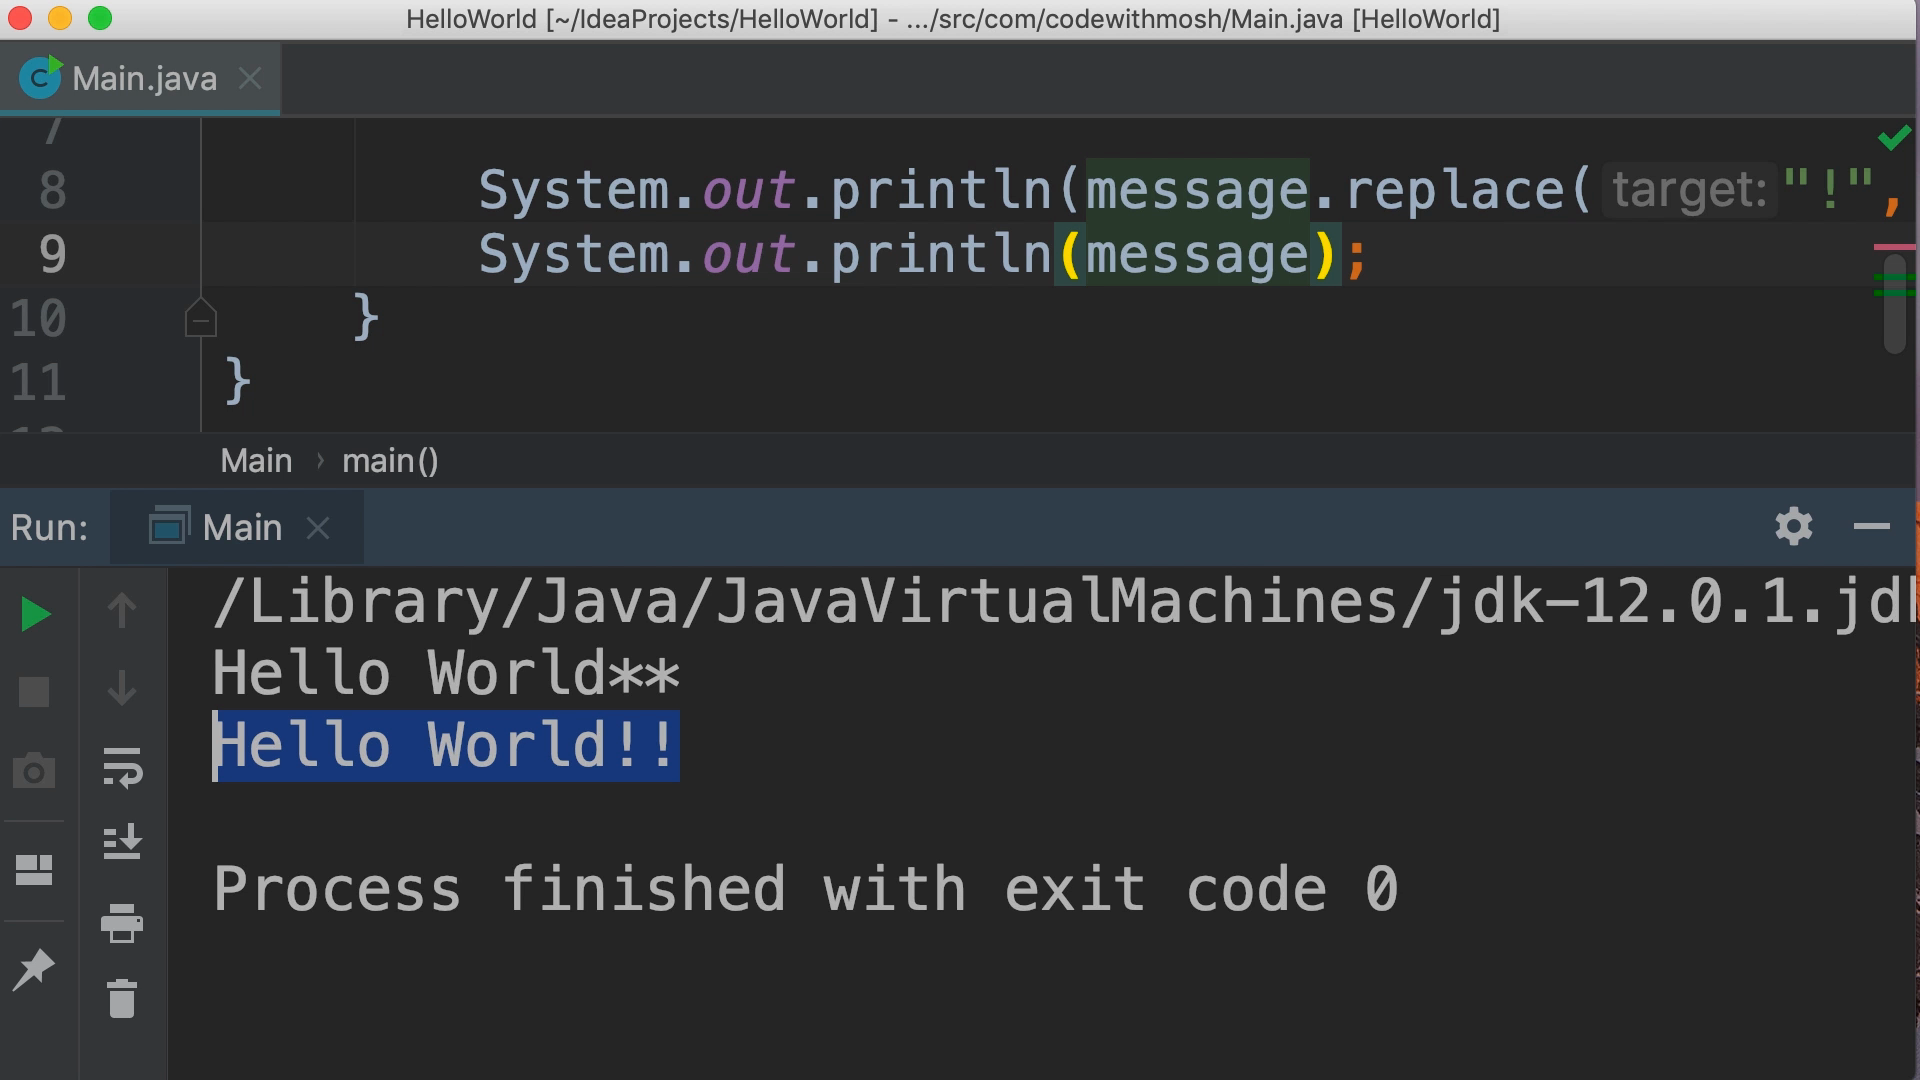 HelloWorld [~/IdeaProjects/HelloWorld] - .../src/com/codewithmosh/Main.java [HelloWorld]
C Main.java
7
8 System.out.println(message.replace( target: "!",
9 System.out.println(message);
10 }
11 }
Main › main()
Run: Main
/Library/Java/JavaVirtualMachines/jdk-12.0.1.jd
Hello World**
Hello World!!
Process finished with exit code 0